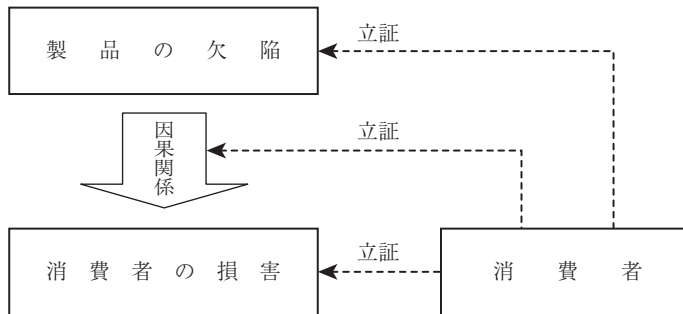 製品の欠陥
立証
因果関係
立証
消費者の損害
立証
消費者